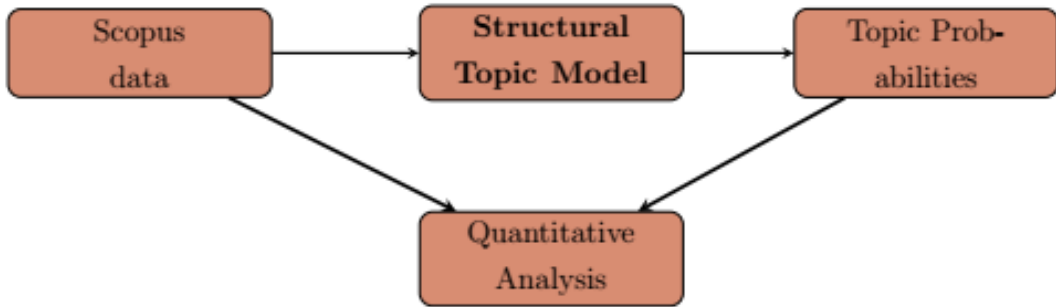 Scopus
data
Structural
Topic Model
Topic Prob-
abilities
Quantitative
Analysis